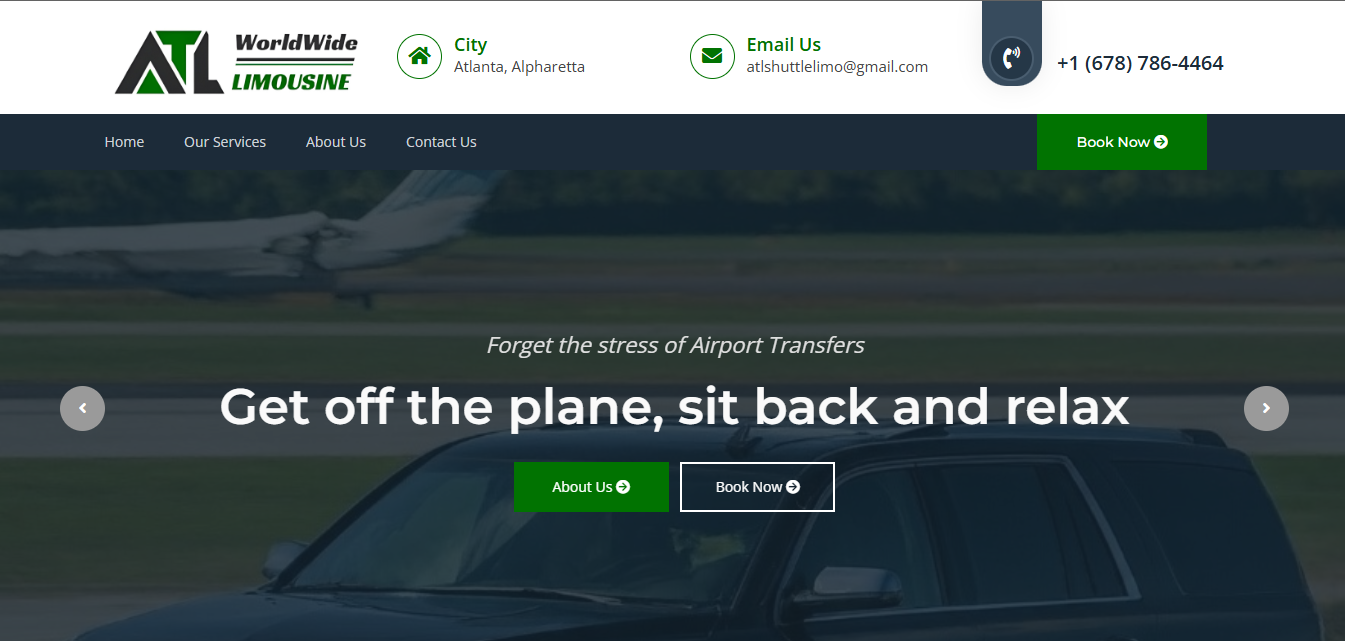 ATL
WorldWide
LIMOUSINE
City
Atlanta, Alpharetta
Email Us
atlshuttlelimo@gmail.com
+1 (678) 786-4464
Home
Our Services
About Us
Contact Us
Book Now
Forget the stress of Airport Transfers
Get off the plane, sit back and relax
About Us
Book Now